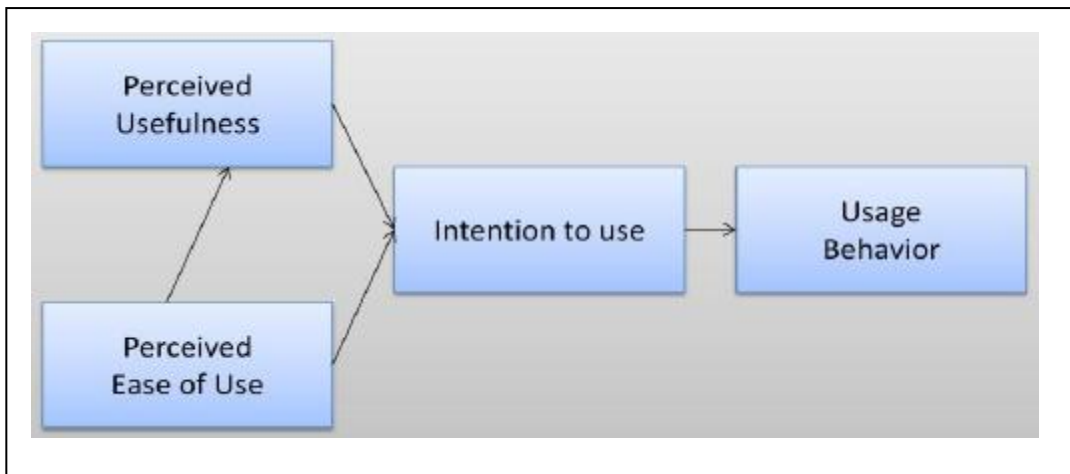 Perceived
Usefulness
Perceived
Ease of Use
Intention to use
Usage
Behavior